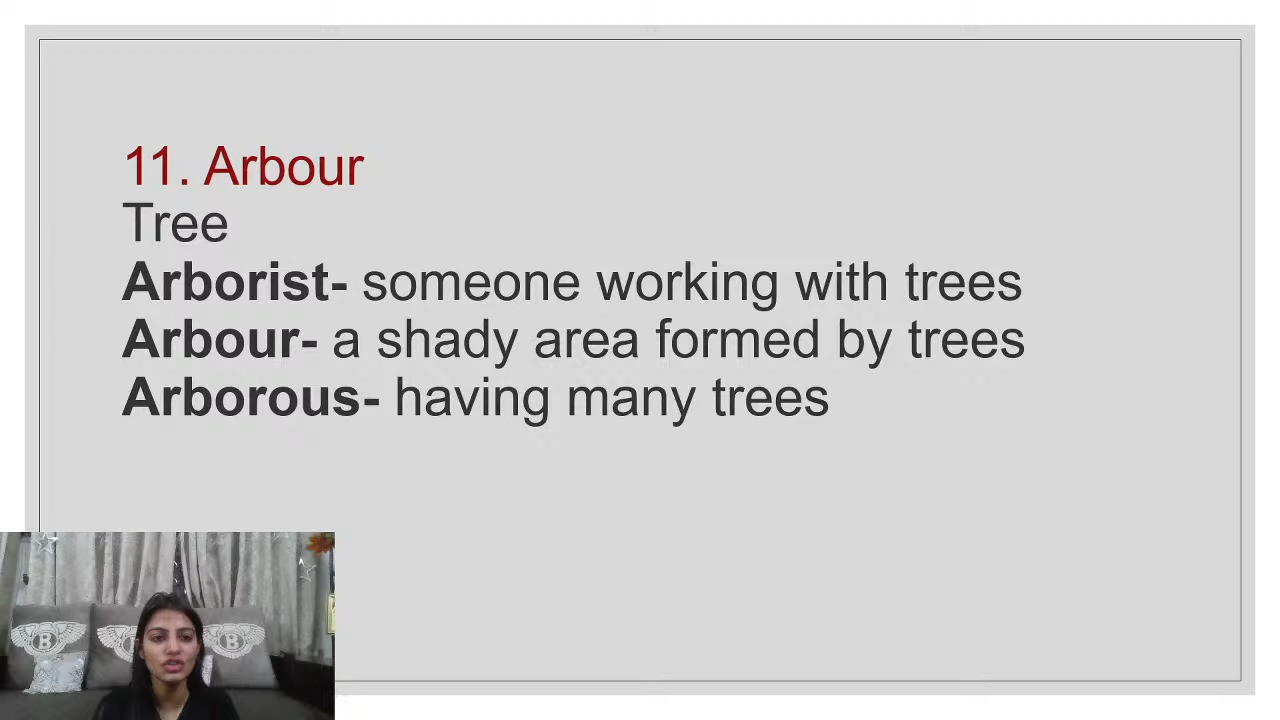 11. Arbour
Tree
Arborist- someone working with trees
Arbour- a shady area formed by trees
Arborous- having many trees
B
B